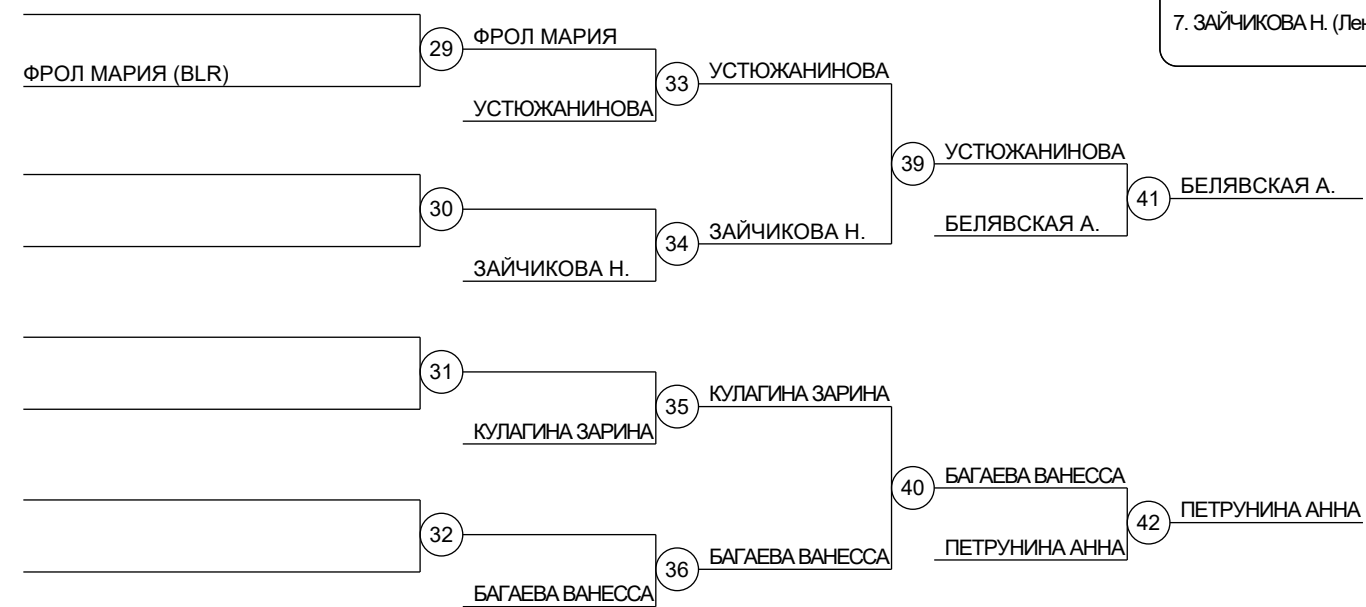 7. ЗАЙЧИКОВА Н. (Лен
29
ФРОЛ МАРИЯ
ФРОЛ МАРИЯ (BLR)
33
УСТЮЖАНИНОВА
УСТЮЖАНИНОВА
39
УСТЮЖАНИНОВА
41
БЕЛЯВСКАЯ А.
30
34
ЗАЙЧИКОВА Н.
БЕЛЯВСКАЯ А.
ЗАЙЧИКОВА Н.
31
35
КУЛАГИНА ЗАРИНА
КУЛАГИНА ЗАРИНА
40
БАГАЕВА ВАНЕССА
42
ПЕТРУНИНА АННА
32
36
БАГАЕВА ВАНЕССА
ПЕТРУНИНА АННА
БАГАЕВА ВАНЕССА